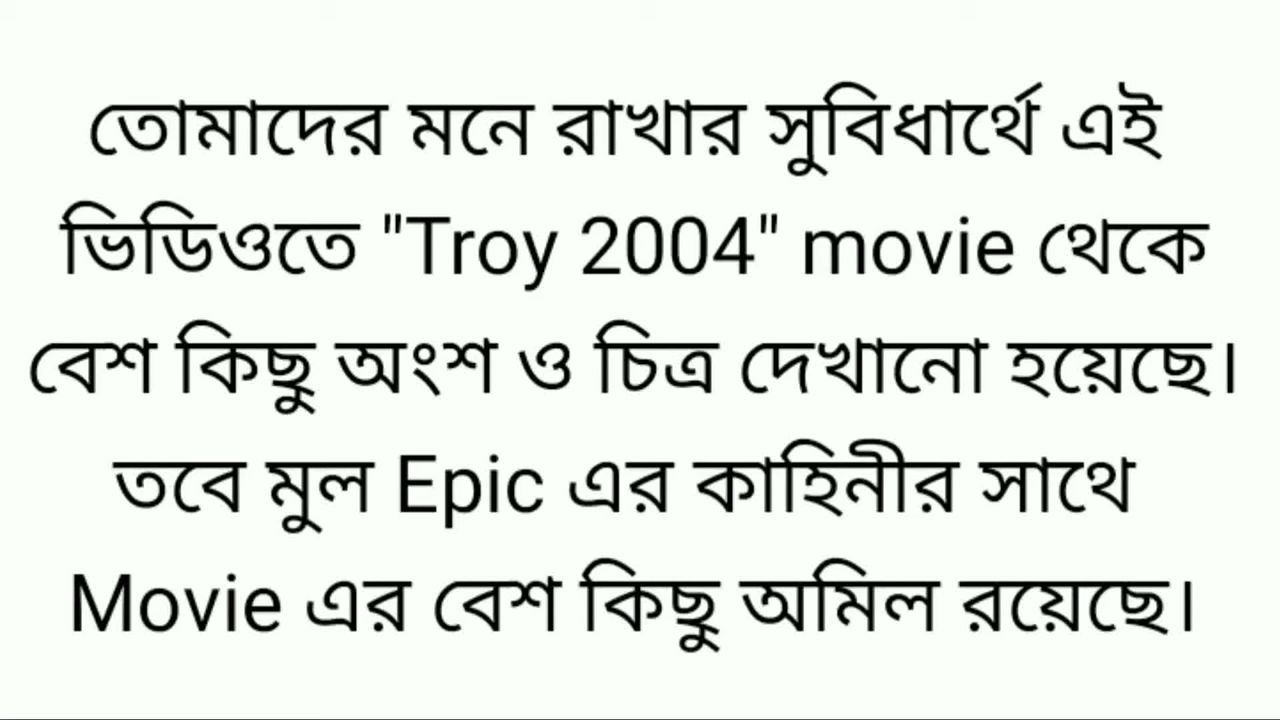 তোমাদের মনে রাখার সুবিধার্থে এই
ভিডিওতে "Troy 2004" movie থেকে
বেশ কিছু অংশ ও চিত্র দেখানো হয়েছে।
তবে মুল Epic এর কাহিনীর সাথে
Movie এর বেশ কিছু অমিল রয়েছে।